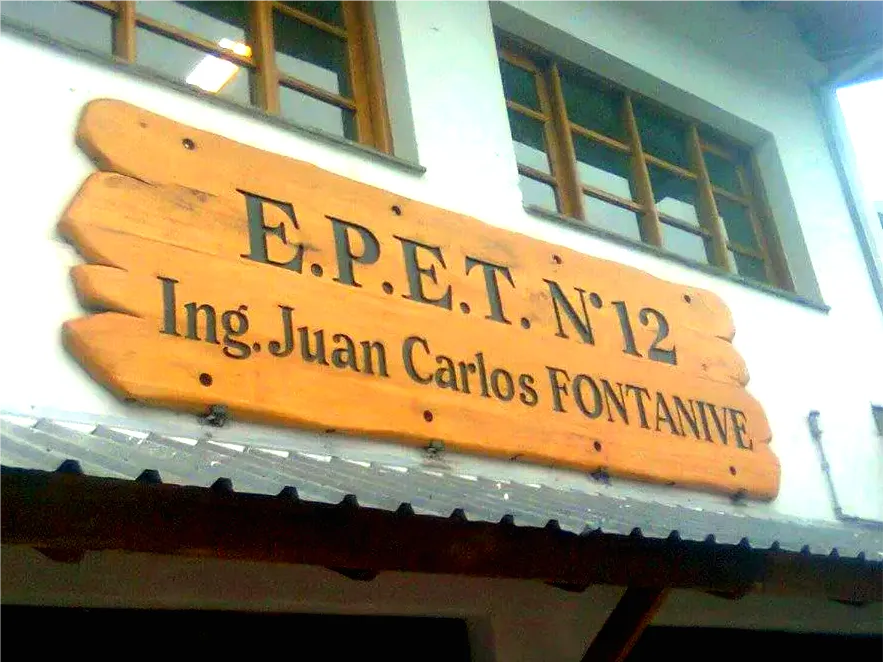 E.P.E.T. N°12
Ing. Juan Carlos FONTANIVE